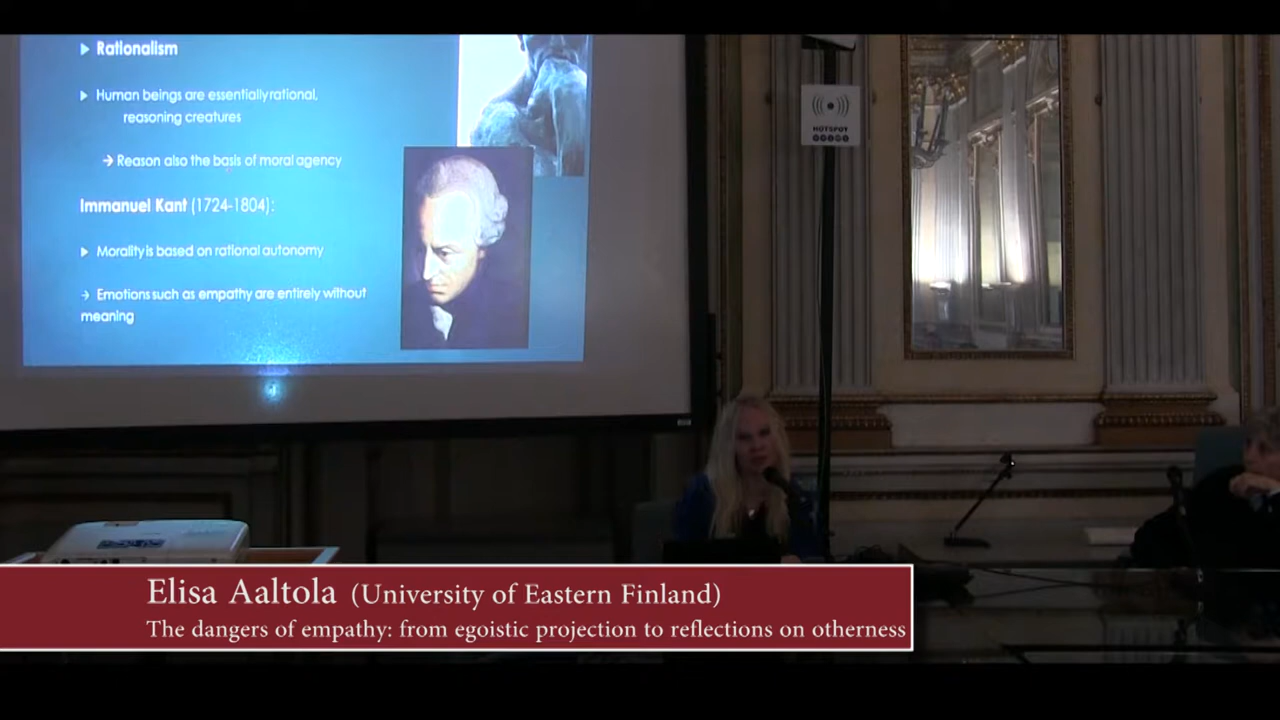 Rationalism
Human beings are essentially rational,
reasoning creatures
→ Reason also the basis of moral agency
Immanuel Kant (1724-1804):
Morality is based on rational autonomy
→ Emotions such as empathy are entirely without
meaning
HOTSPOT
Elisa Aaltola (University of Eastern Finland)
The dangers of empathy: from egoistic projection to reflections on otherness